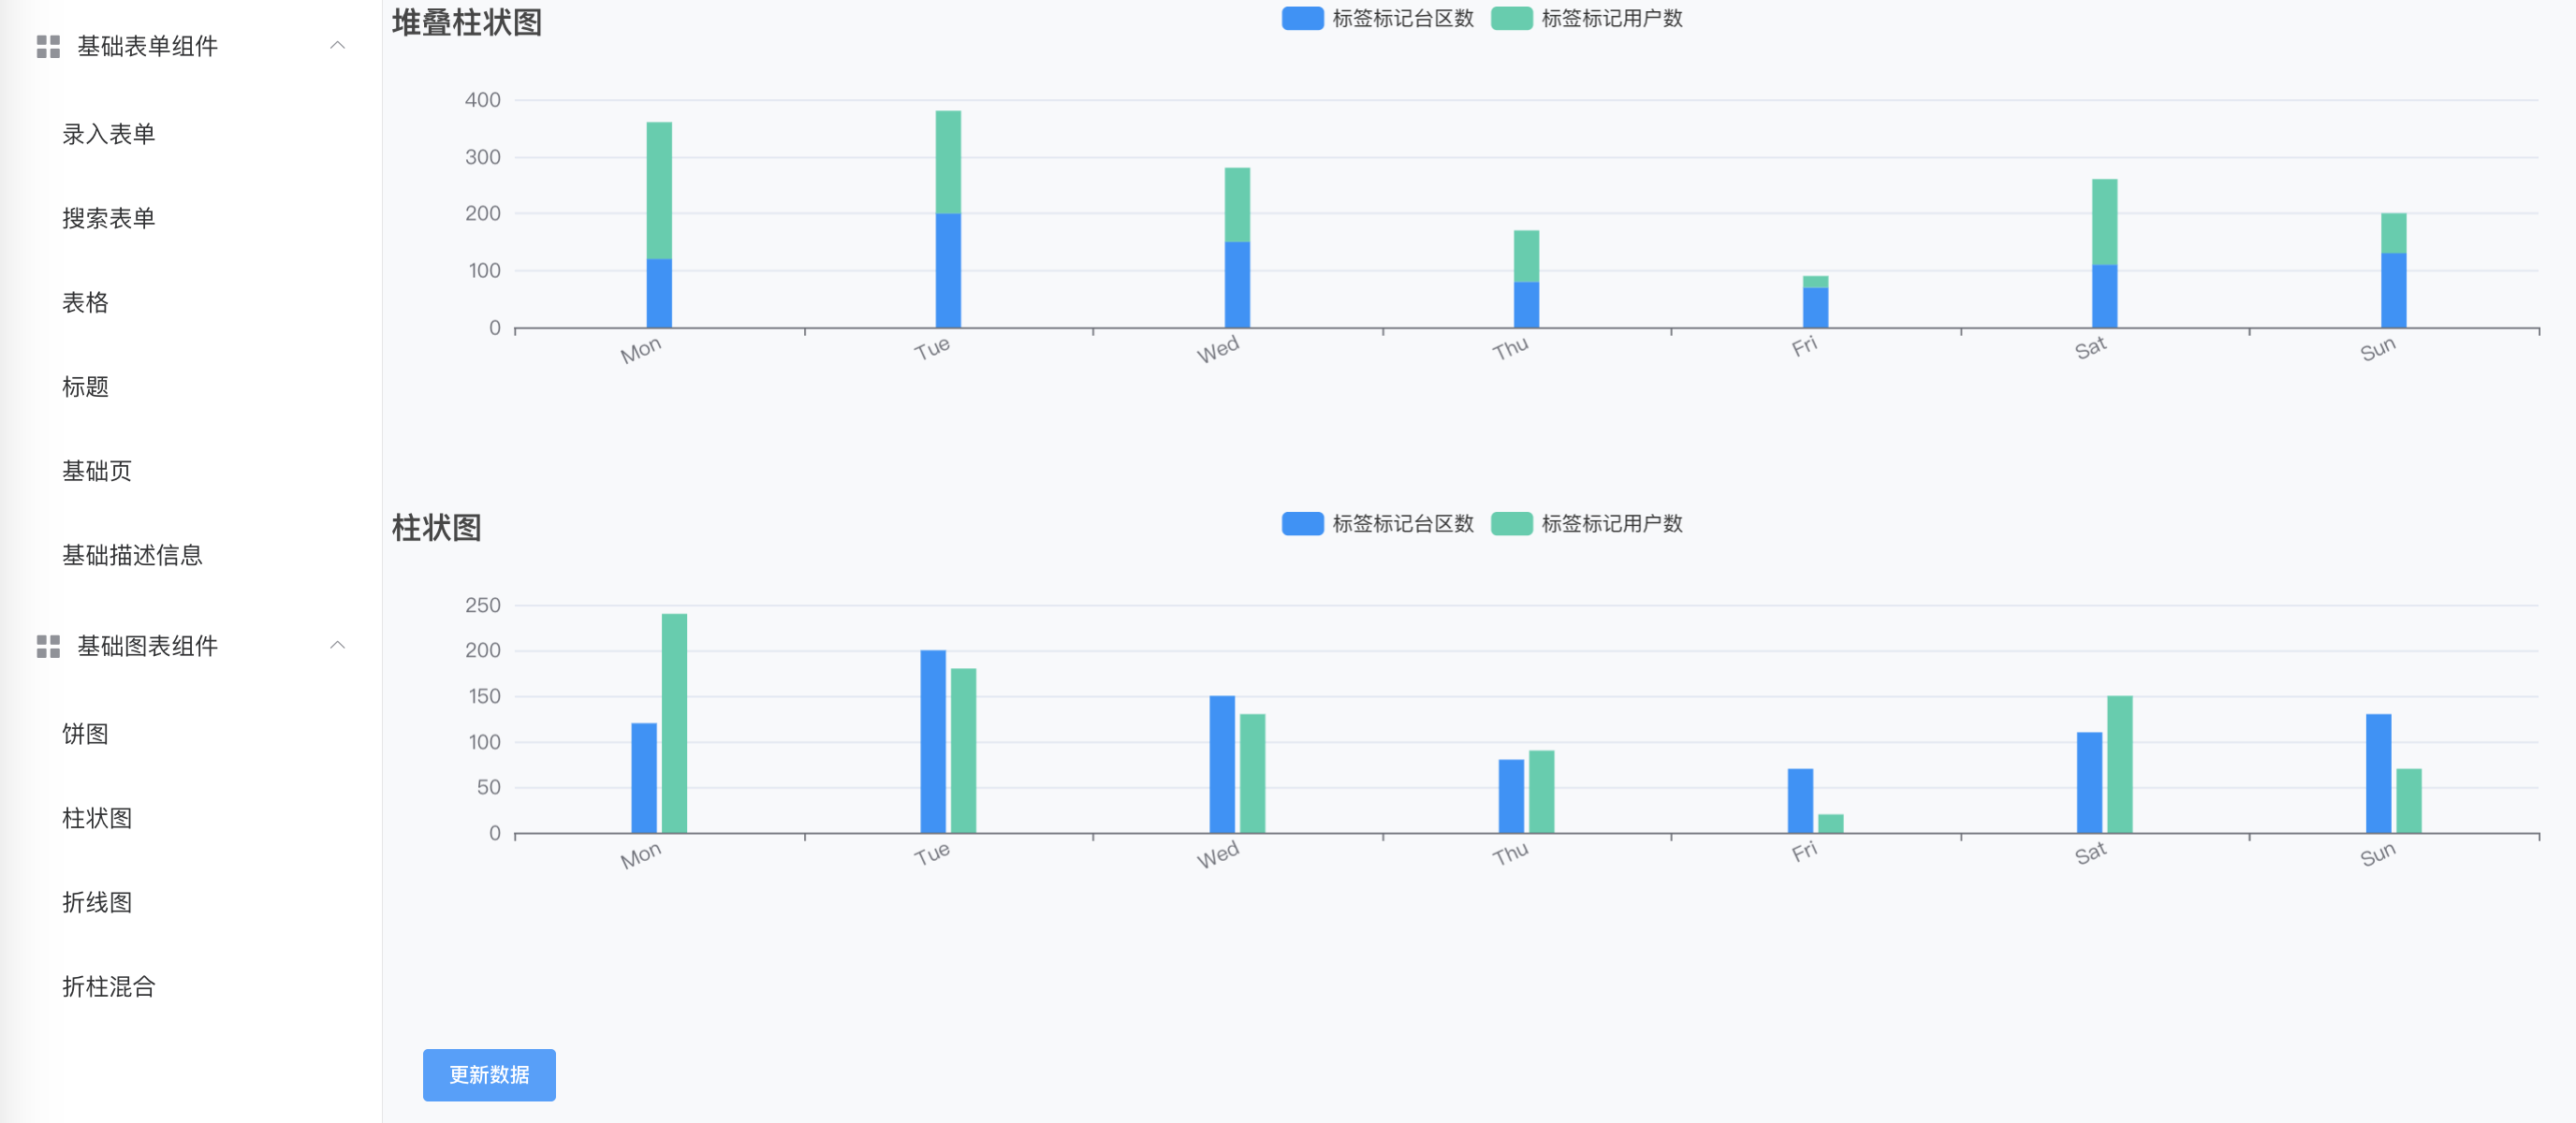 基础表单组件
录入表单
搜索表单
表格
标题
基础页
基础描述信息
基础图表组件
饼图
柱状图
折线图
折柱混合
堆叠柱状图
标签标记台区数 标签标记用户数
400
300
200
100
0
Mon Tue Wed Thu Fri Sat Sun
柱状图
标签标记台区数 标签标记用户数
250
200
150
100
50
0
Mon Tue Wed Thu Fri Sat Sun
更新数据